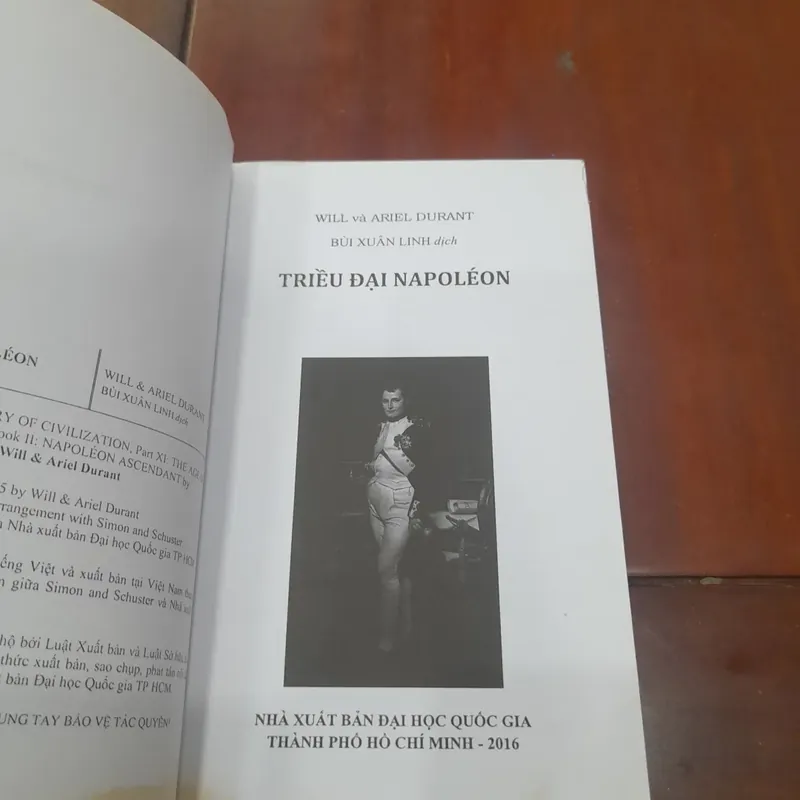 LÉON
WILL & ARIEL DURANT
BÙI XUÂN LINH dịch
RY OF CIVILIZATION, Part XI: THE AGE
ook II: NAPOLÉON ASCENDANT by
Will & Ariel Durant
5 by Will & Ariel Durant
rrangement with Simon and Schuster
Nhà xuất bản Đại học Quốc gia TP HCM
ếng Việt và xuất bản tại Việt Nam
n giữa Simon and Schuster và Nhà
hộ bởi Luật Xuất bản và Luật Sở
thức xuất bản, sao chụp, phát tán
t bản Đại học Quốc gia TP HCM
UNG TAY BẢO VỆ TÁC QUYỀN!
WILL và ARIEL DURANT
BÙI XUÂN LINH dịch
TRIỀU ĐẠI NAPOLÉON
NHÀ XUẤT BẢN ĐẠI HỌC QUỐC GIA
THÀNH PHỐ HỒ CHÍ MINH - 2016